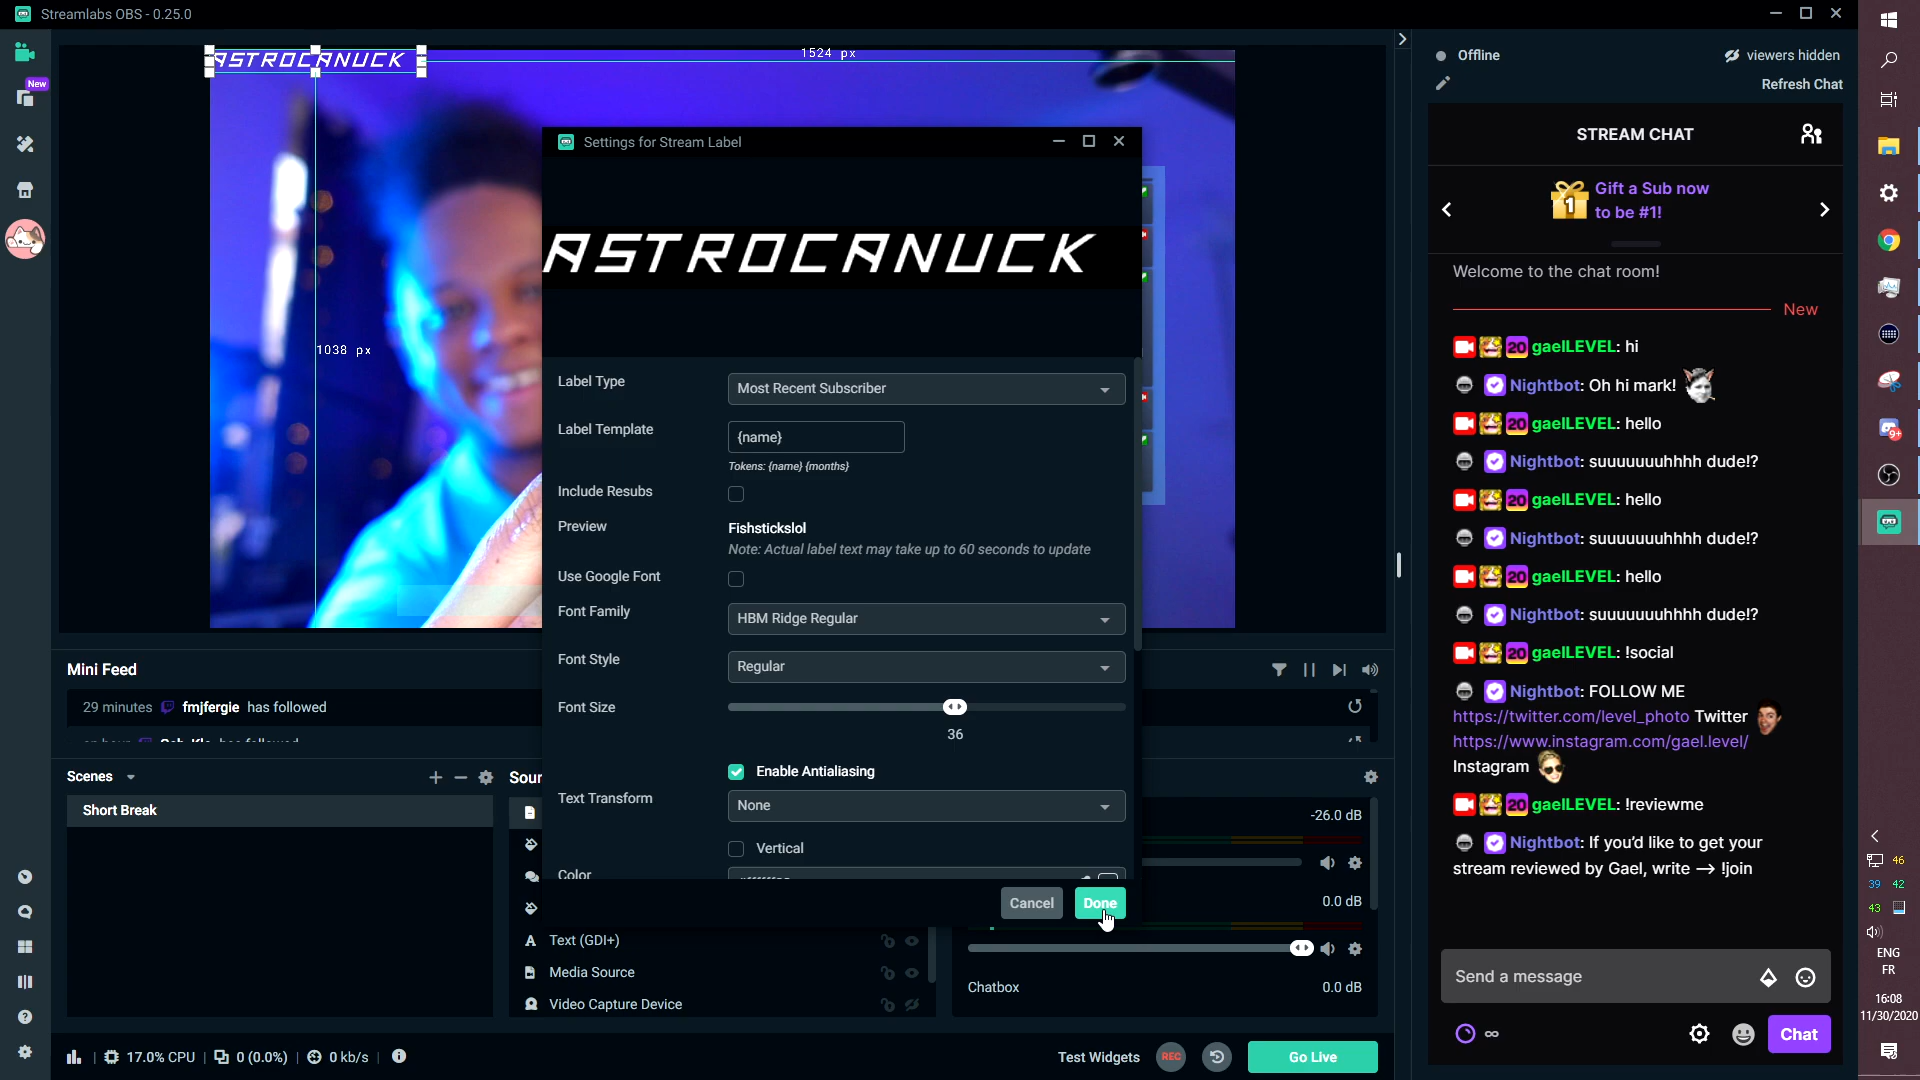 Streamlabs OBS - 0.25.0
New
ASTROCANUCK
1524 px
1038 px
Settings for Stream Label
ASTROCANUCK
Label Type
Most Recent Subscriber
Label Template
{name}
Tokens: {name} {months}
Include Resubs
Preview
Fishstickslol
Note: Actual label text may take up to 60 seconds to update
Use Google Font
Font Family
HBM Ridge Regular
Font Style
Regular
Font Size
36
Enable Antialiasing
Text Transform
None
Vertical
Color
Cancel
Done
Mini Feed
29 minutes fmjfergie has followed
Scenes
Short Break
Sour
Text (GDI+)
Media Source
Video Capture Device
-26.0 dB
0.0 dB
Chatbox
0.0 dB
17.0% CPU
0 (0.0%)
0 kb/s
Test Widgets
REC
Go Live
Offline
viewers hidden
Refresh Chat
STREAM CHAT
1
Gift a Sub now
to be #1!
Welcome to the chat room!
New
20 gaelLEVEL: hi
Nightbot: Oh hi mark!
20 gaelLEVEL: hello
Nightbot: suuuuuuuhhhh dude!?
20 gaelLEVEL: hello
Nightbot: suuuuuuuhhhh dude!?
20 gaelLEVEL: hello
Nightbot: suuuuuuuhhhh dude!?
20 gaelLEVEL: !social
Nightbot: FOLLOW ME
https://twitter.com/level_photo Twitter
https://www.instagram.com/gael.level/
Instagram
20 gaelLEVEL: !reviewme
Nightbot: If you'd like to get your
stream reviewed by Gael, write → !join
Send a message
∞
Chat
9+
46
39 42
43
ENG
FR
16:08
11/30/2020